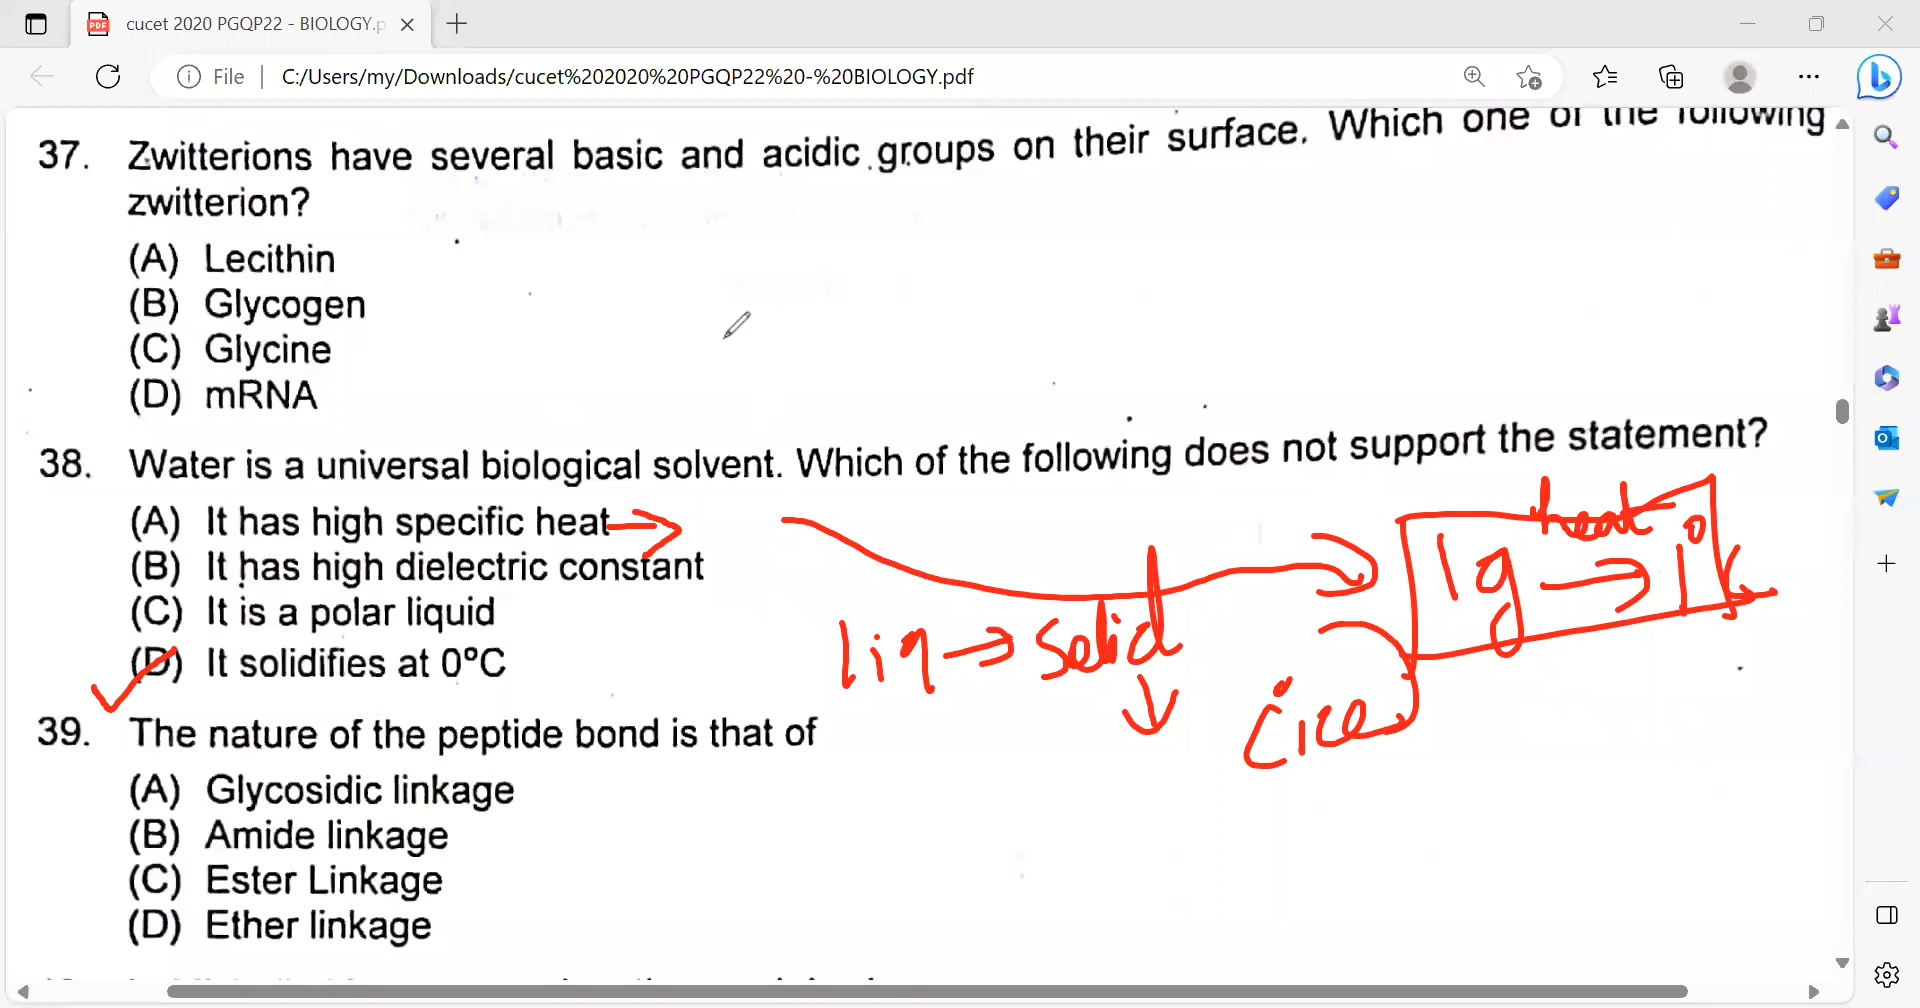 cucet 2020 PGQP22 - BIOLOGY.p
File C:/Users/my/Downloads/cucet%202020%20PGQP22%20-%20BIOLOGY.pdf
37. Zwitterions have several basic and acidic groups on their surface. Which one of the following
zwitterion?
(A) Lecithin
(B) Glycogen
(C) Glycine
(D) mRNA
38. Water is a universal biological solvent. Which of the following does not support the statement?
(A) It has high specific heat
heat
1g → 1°
(B) It has high dielectric constant
(C) It is a polar liquid
liq → solid
(D) It solidifies at 0°C
ice
39. The nature of the peptide bond is that of
(A) Glycosidic linkage
(B) Amide linkage
(C) Ester Linkage
(D) Ether linkage